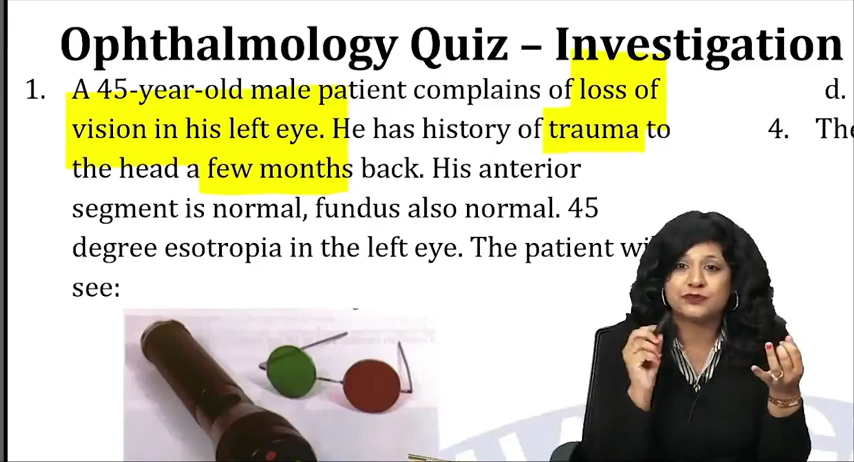 Ophthalmology Quiz – Investigation
1. A 45-year-old male patient complains of loss of
vision in his left eye. He has history of trauma to
the head a few months back. His anterior
segment is normal, fundus also normal. 45
degree esotropia in the left eye. The patient
see:
d.
4.